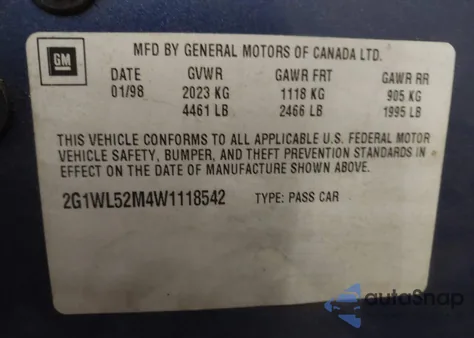 GM
MFD BY GENERAL MOTORS OF CANADA LTD.
DATE GVWR GAWR FRT GAWR RR
01/98 2023 KG 1118 KG 905 KG
4461 LB 2466 LB 1995 LB
THIS VEHICLE CONFORMS TO ALL APPLICABLE U.S. FEDERAL MOTOR
VEHICLE SAFETY, BUMPER, AND THEFT PREVENTION STANDARDS IN
EFFECT ON THE DATE OF MANUFACTURE SHOWN ABOVE.
2G1WL52M4W1118542 TYPE: PASS CAR
autoSnap